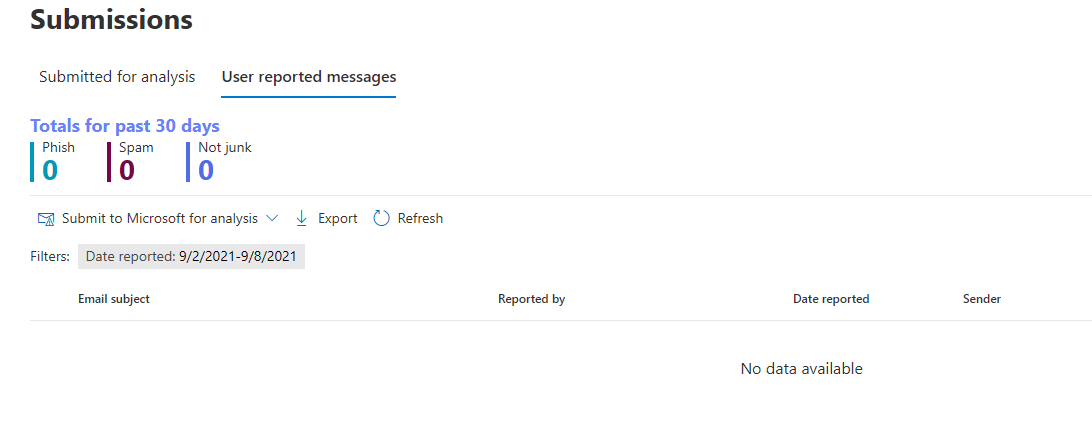 Submissions
Submitted for analysis User reported messages
Totals for past 30 days
Phish Spam Not junk
0 0 0
Submit to Microsoft for analysis Export Refresh
Filters: Date reported: 9/2/2021-9/8/2021
Email subject Reported by Date reported Sender
No data available